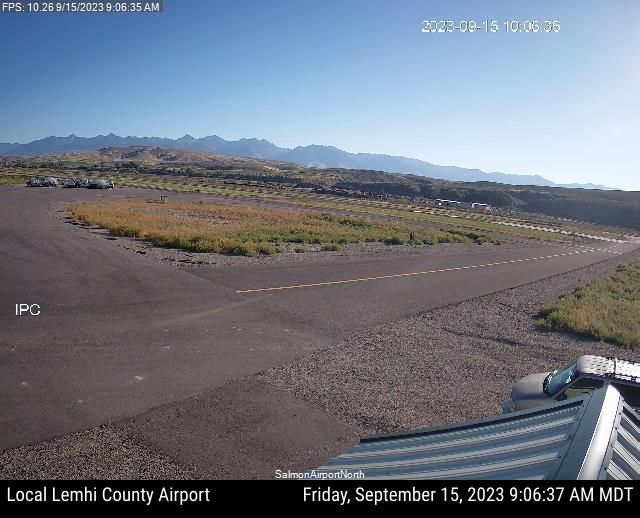 FPS: 10.26 9/15/2023 9:06:35 AM
2023-09-15 10:06:36
IPC
SalmonAirportNorth
Local Lemhi County Airport
Friday, September 15, 2023 9:06:37 AM MDT